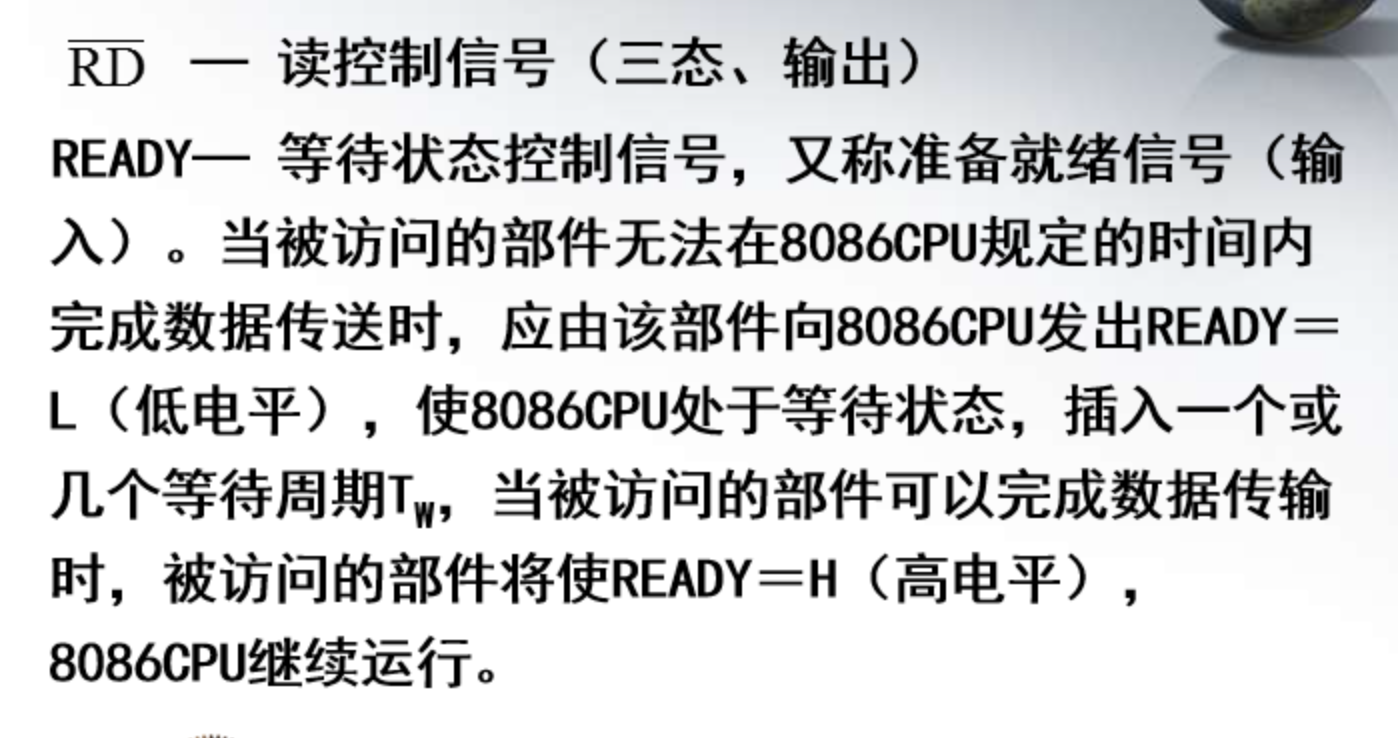 R̅D̅ — 读控制信号（三态、输出）
READY— 等待状态控制信号，又称准备就绪信号（输
入）。当被访问的部件无法在8086CPU规定的时间内
完成数据传送时，应由该部件向8086CPU发出READY＝
L（低电平），使8086CPU处于等待状态，插入一个或
几个等待周期Tw，当被访问的部件可以完成数据传输
时，被访问的部件将使READY＝H（高电平），
8086CPU继续运行。